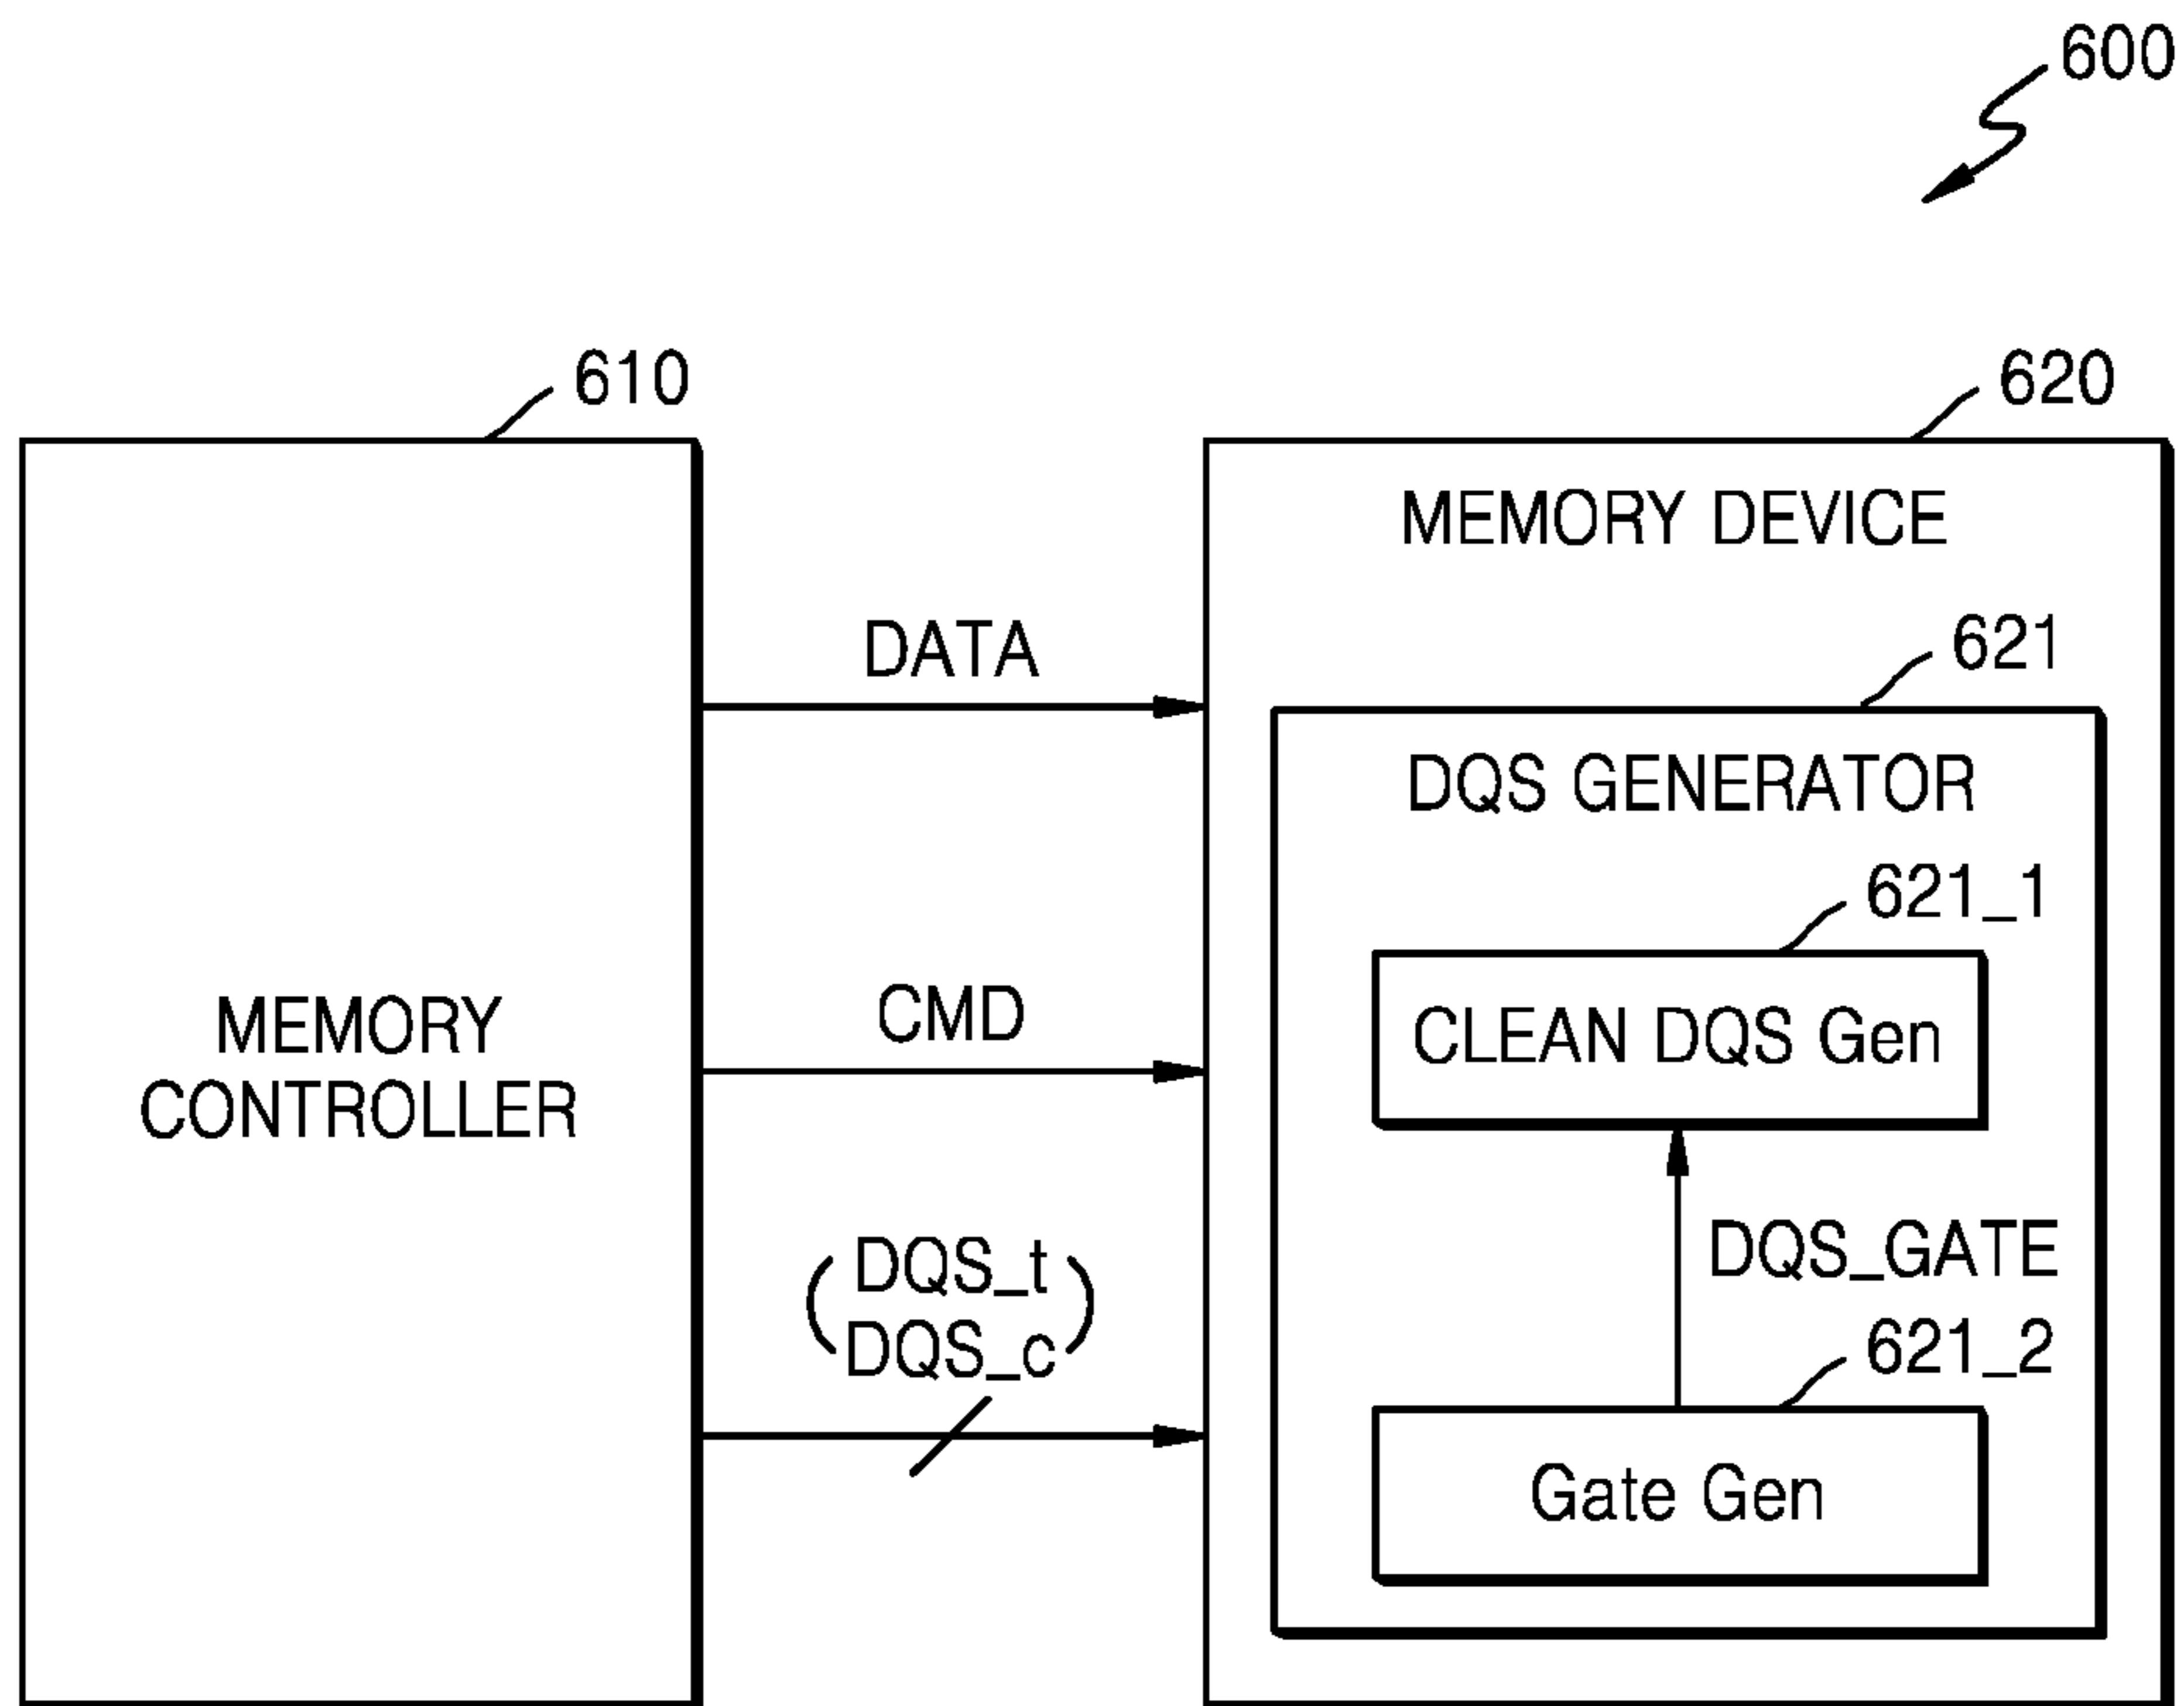 600
610
620
MEMORY DEVICE
DATA
621
DQS GENERATOR
621_1
MEMORY
CONTROLLER
CMD
CLEAN DQS Gen
DQS_t
DQS_c
DQS_GATE
621_2
Gate Gen